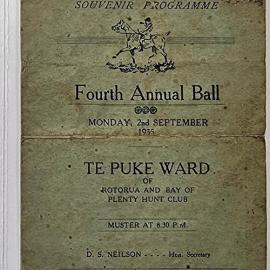 SOUVENIR PROGRAMME
Fourth Annual Ball
MONDAY, 2nd SEPTEMBER
1935
TE PUKE WARD
OF
ROTORUA AND BAY OF
PLENTY HUNT CLUB
MUSTER AT 8.30 P.M.
D. S. NEILSON - - - - Hon. Secretary